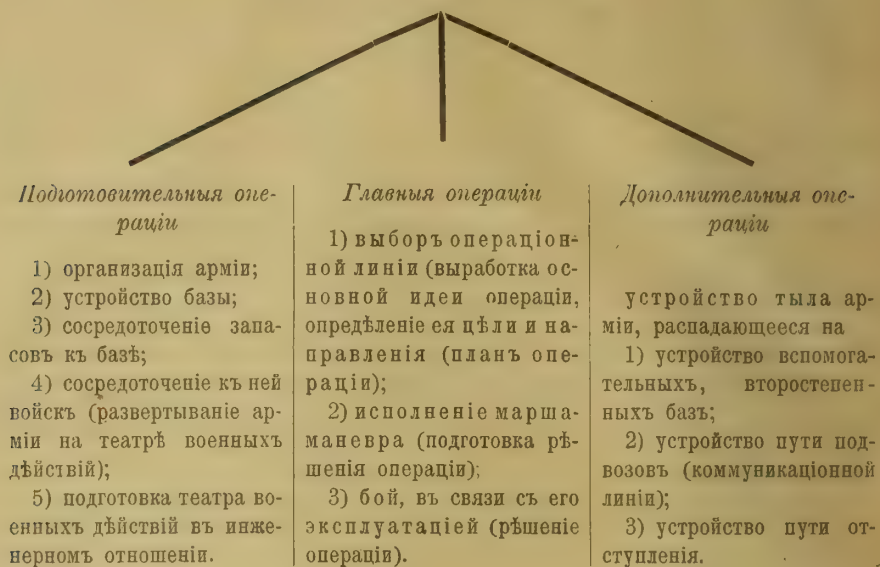 Подготовительныя опе-
раціи
1) организація арміи;
2) устройство базы;
3) сосредоточеніе запа-
совъ къ базѣ;
4) сосредоточеніе къ ней
войскъ (развертываніе ар-
міи на театрѣ военныхъ
дѣйствій);
5) подготовка театра во-
енныхъ дѣйствій въ инже-
нерномъ отношеніи.
Главныя операціи
1) выборъ операціон-
ной линіи (выработка ос-
новной идеи операціи,
опредѣленіе ея цѣли и на-
правленія (планъ опе-
раціи);
2) исполненіе марша-
маневра (подготовка рѣ-
шенія операціи);
3) бой, въ связи съ его
эксплуатаціей (рѣшеніе
операціи).
Дополнительныя опе-
раціи
устройство тыла ар-
міи, распадающееся на
1) устройство вспомога-
тельныхъ, второстепен-
ныхъ базъ;
2) устройство пути под-
возовъ (коммуникаціонной
линіи);
3) устройство пути от-
ступленія.